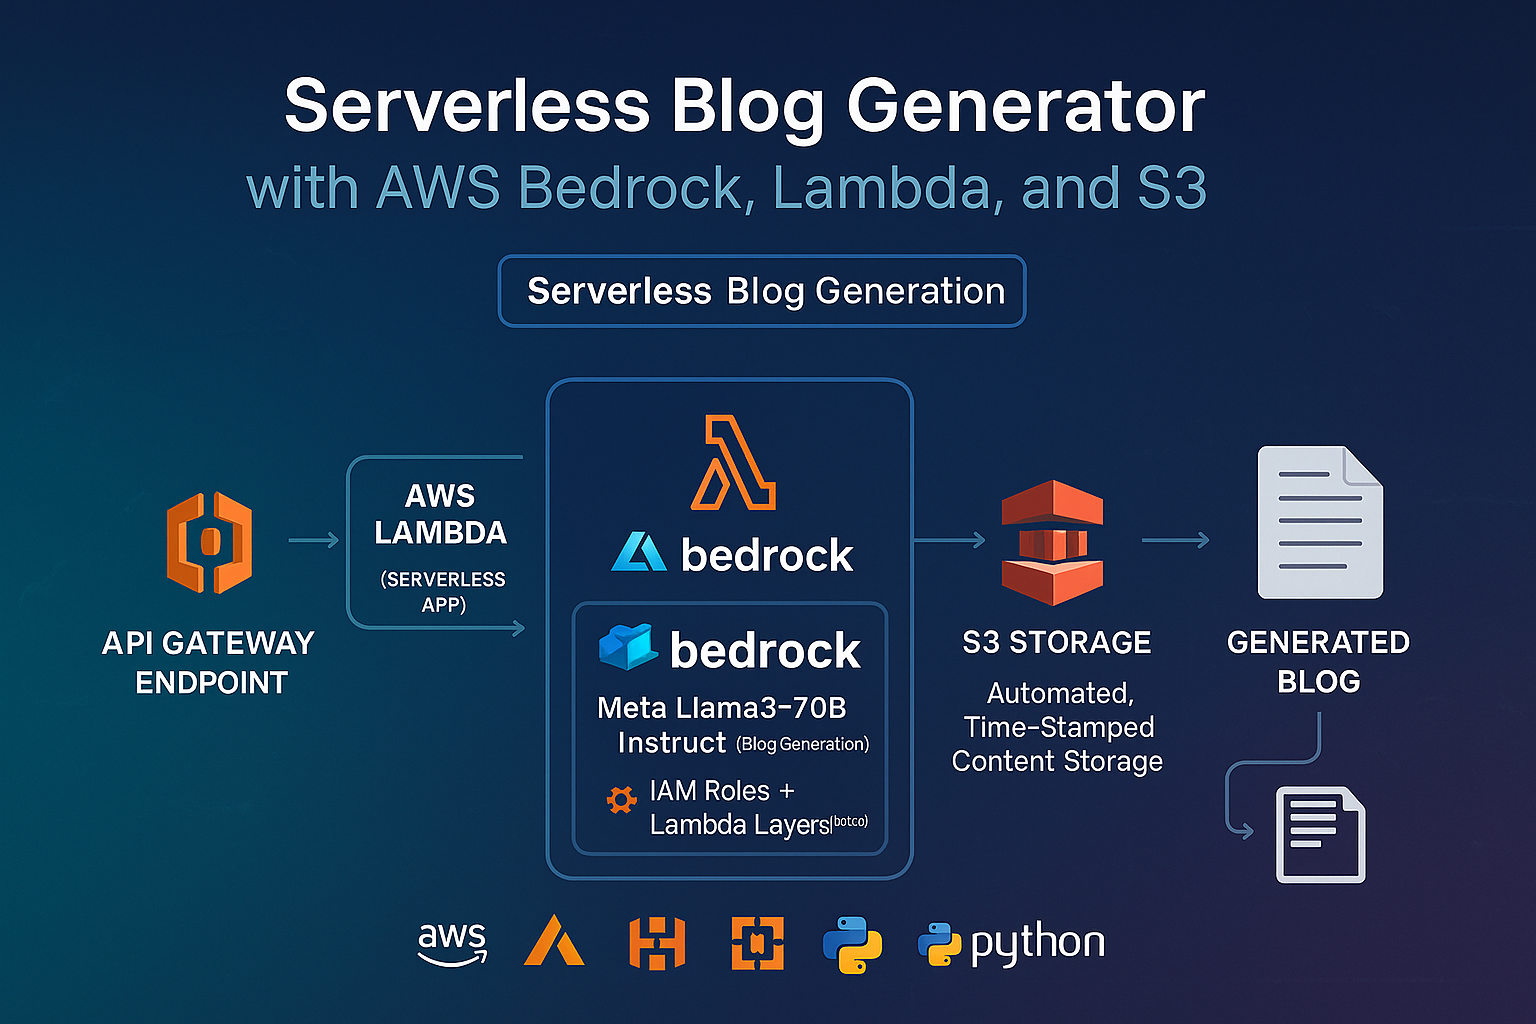 Serverless Blog Generator
with AWS Bedrock, Lambda, and S3
Serverless Blog Generation
API GATEWAY
ENDPOINT
AWS
LAMBDA
(SERVERLESS
APP)
bedrock
bedrock
Meta Llama3-70B
Instruct (Blog Generation)
IAM Roles +
Lambda Layers(botco)
S3 STORAGE
Automated,
Time-Stamped
Content Storage
GENERATED
BLOG
aws
python